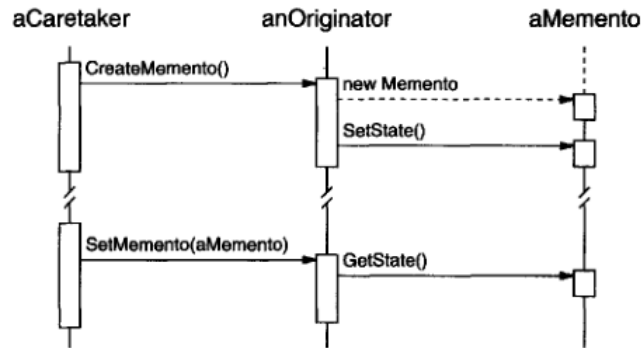 aCaretaker anOriginator aMemento
CreateMemento()
new Memento
SetState()
SetMemento(aMemento)
GetState()